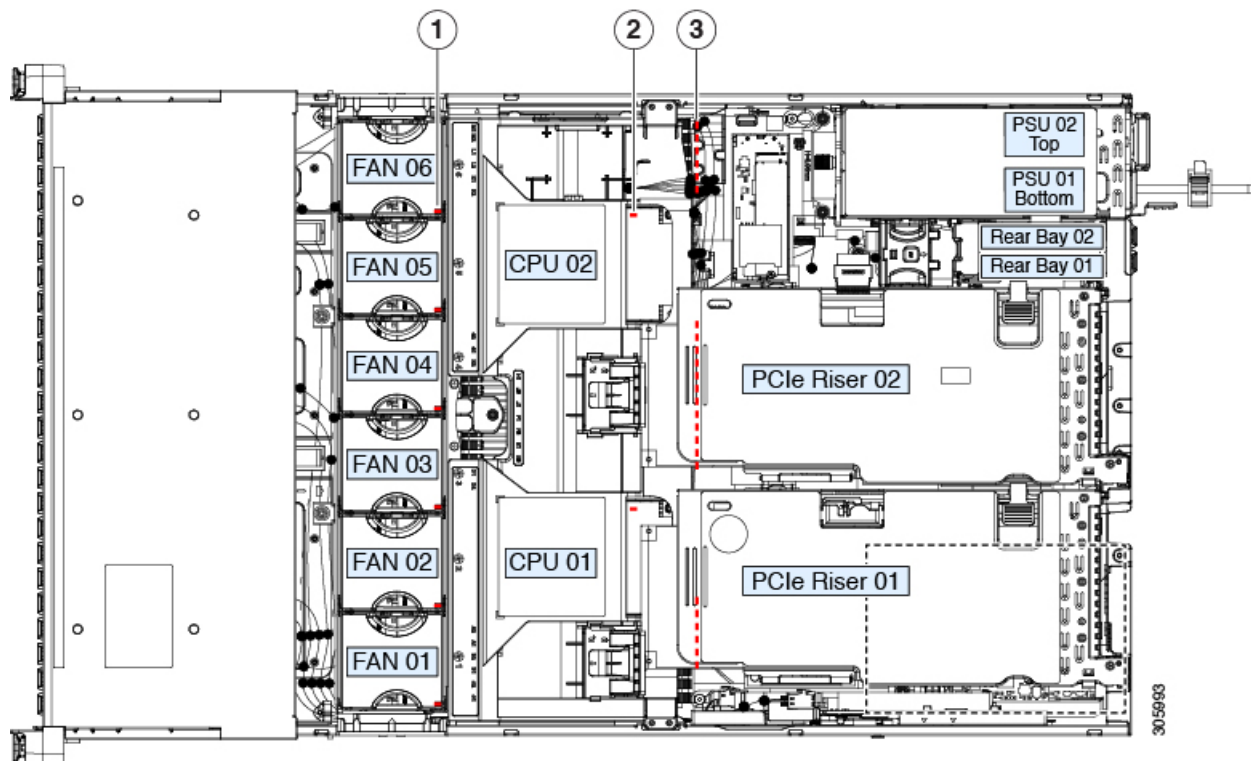 1
2
3
FAN 06
FAN 05
FAN 04
FAN 03
FAN 02
FAN 01
CPU 02
CPU 01
PSU 02
Top
PSU 01
Bottom
Rear Bay 02
Rear Bay 01
PCIe Riser 02
PCIe Riser 01
305993